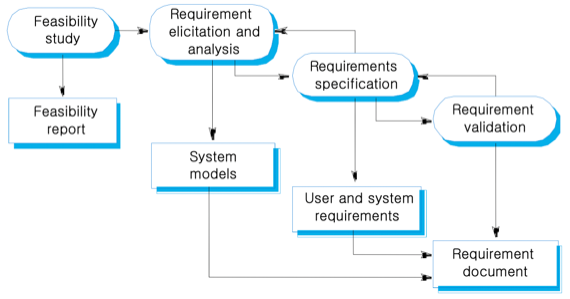 Feasibility
study
Requirement
elicitation and
analysis
Requirements
specification
Requirement
validation
Feasibility
report
System
models
User and system
requirements
Requirement
document